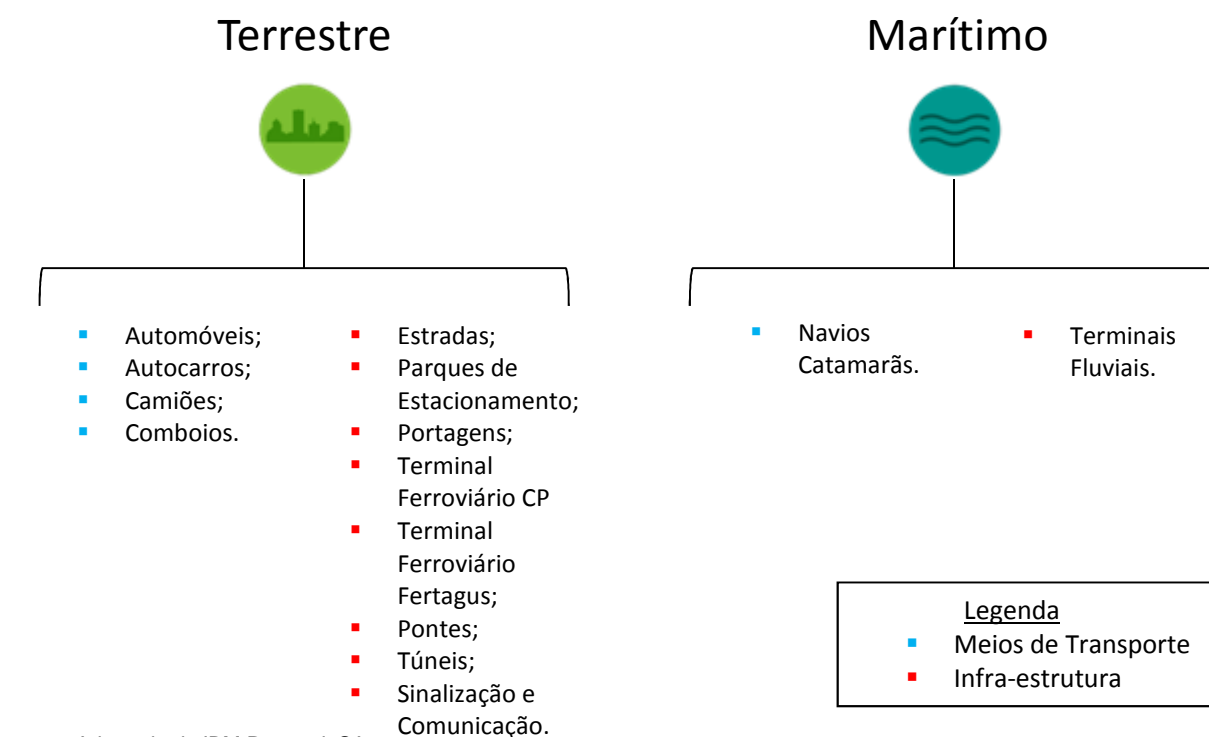 Terrestre
Marítimo
▪ Automóveis;
▪ Autocarros;
▪ Camiões;
▪ Comboios.
▪ Estradas;
▪ Parques de
Estacionamento;
▪ Portagens;
▪ Terminal
Ferroviário CP
▪ Terminal
Ferroviário
Fertagus;
▪ Pontes;
▪ Túneis;
▪ Sinalização e
Comunicação.
▪ Navios
Catamarãs.
▪ Terminais
Fluviais.
Legenda
▪ Meios de Transporte
▪ Infra-estrutura